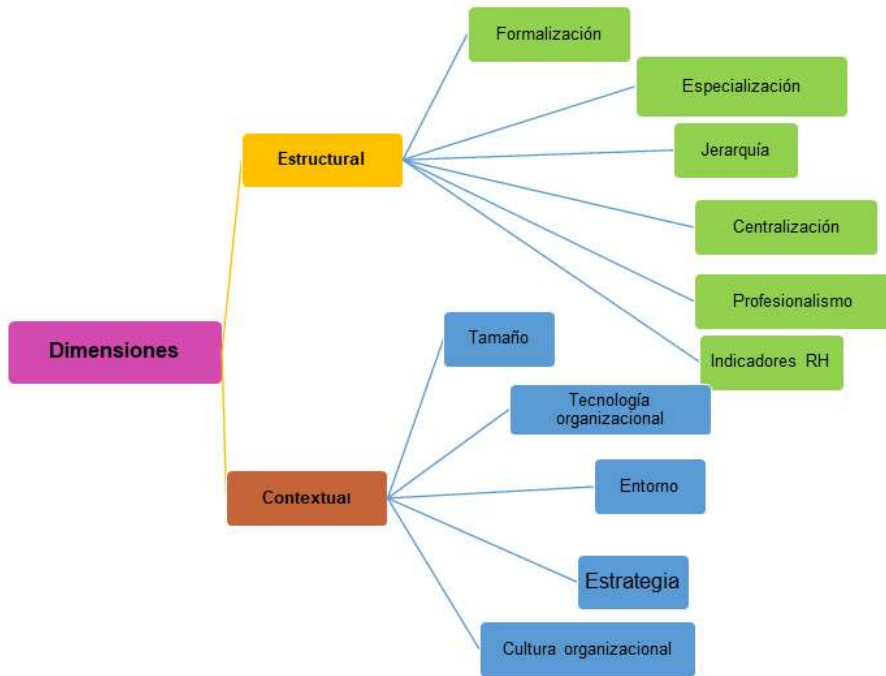 Dimensiones
Estructural
Formalización
Especialización
Jerarquía
Centralización
Profesionalismo
Indicadores RH
Contextual
Tamaño
Tecnología
organizacional
Entorno
Estrategia
Cultura organizacional